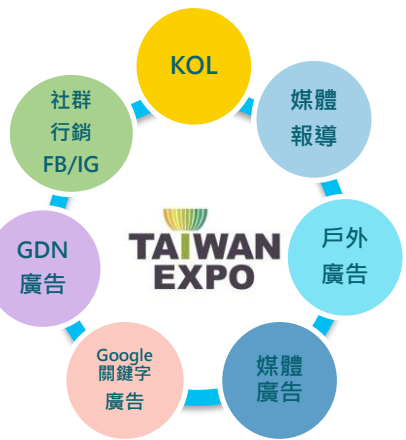 KOL
媒體
報導
戶外
廣告
媒體
廣告
Google
關鍵字
廣告
GDN
廣告
社群
行銷
FB/IG
TAIWAN
EXPO